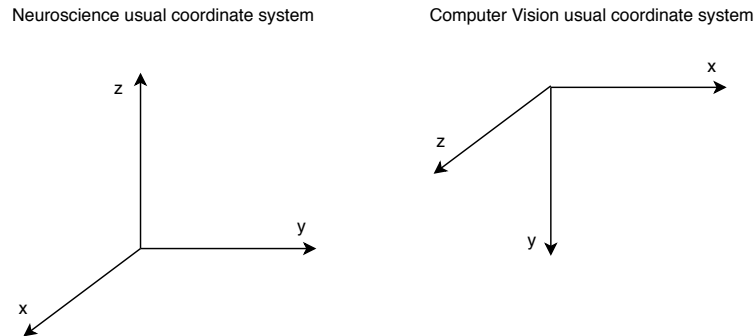 Neuroscience usual coordinate system
z
y
x
Computer Vision usual coordinate system
x
z
y